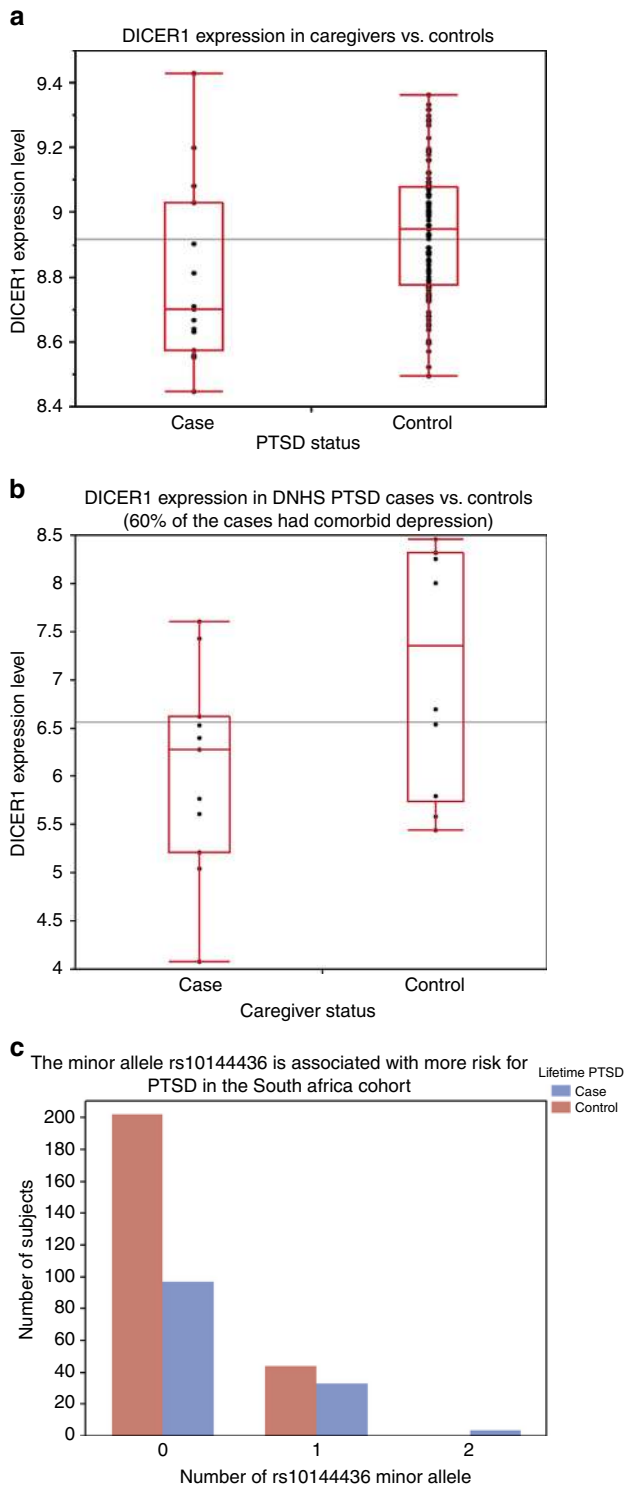 a
DICER1 expression in caregivers vs. controls
DICER1 expression level
9.4
9.2
9
8.8
8.6
8.4
Case
Control
PTSD status
b
DICER1 expression in DNHS PTSD cases vs. controls
(60% of the cases had comorbid depression)
DICER1 expression level
8.5
8
7.5
7
6.5
6
5.5
5
4.5
4
Case
Control
Caregiver status
c
The minor allele rs10144436 is associated with more risk for
PTSD in the South africa cohort
Lifetime PTSD
Case
Control
Number of subjects
200
180
160
140
120
100
80
60
40
20
0
0
1
2
Number of rs10144436 minor allele